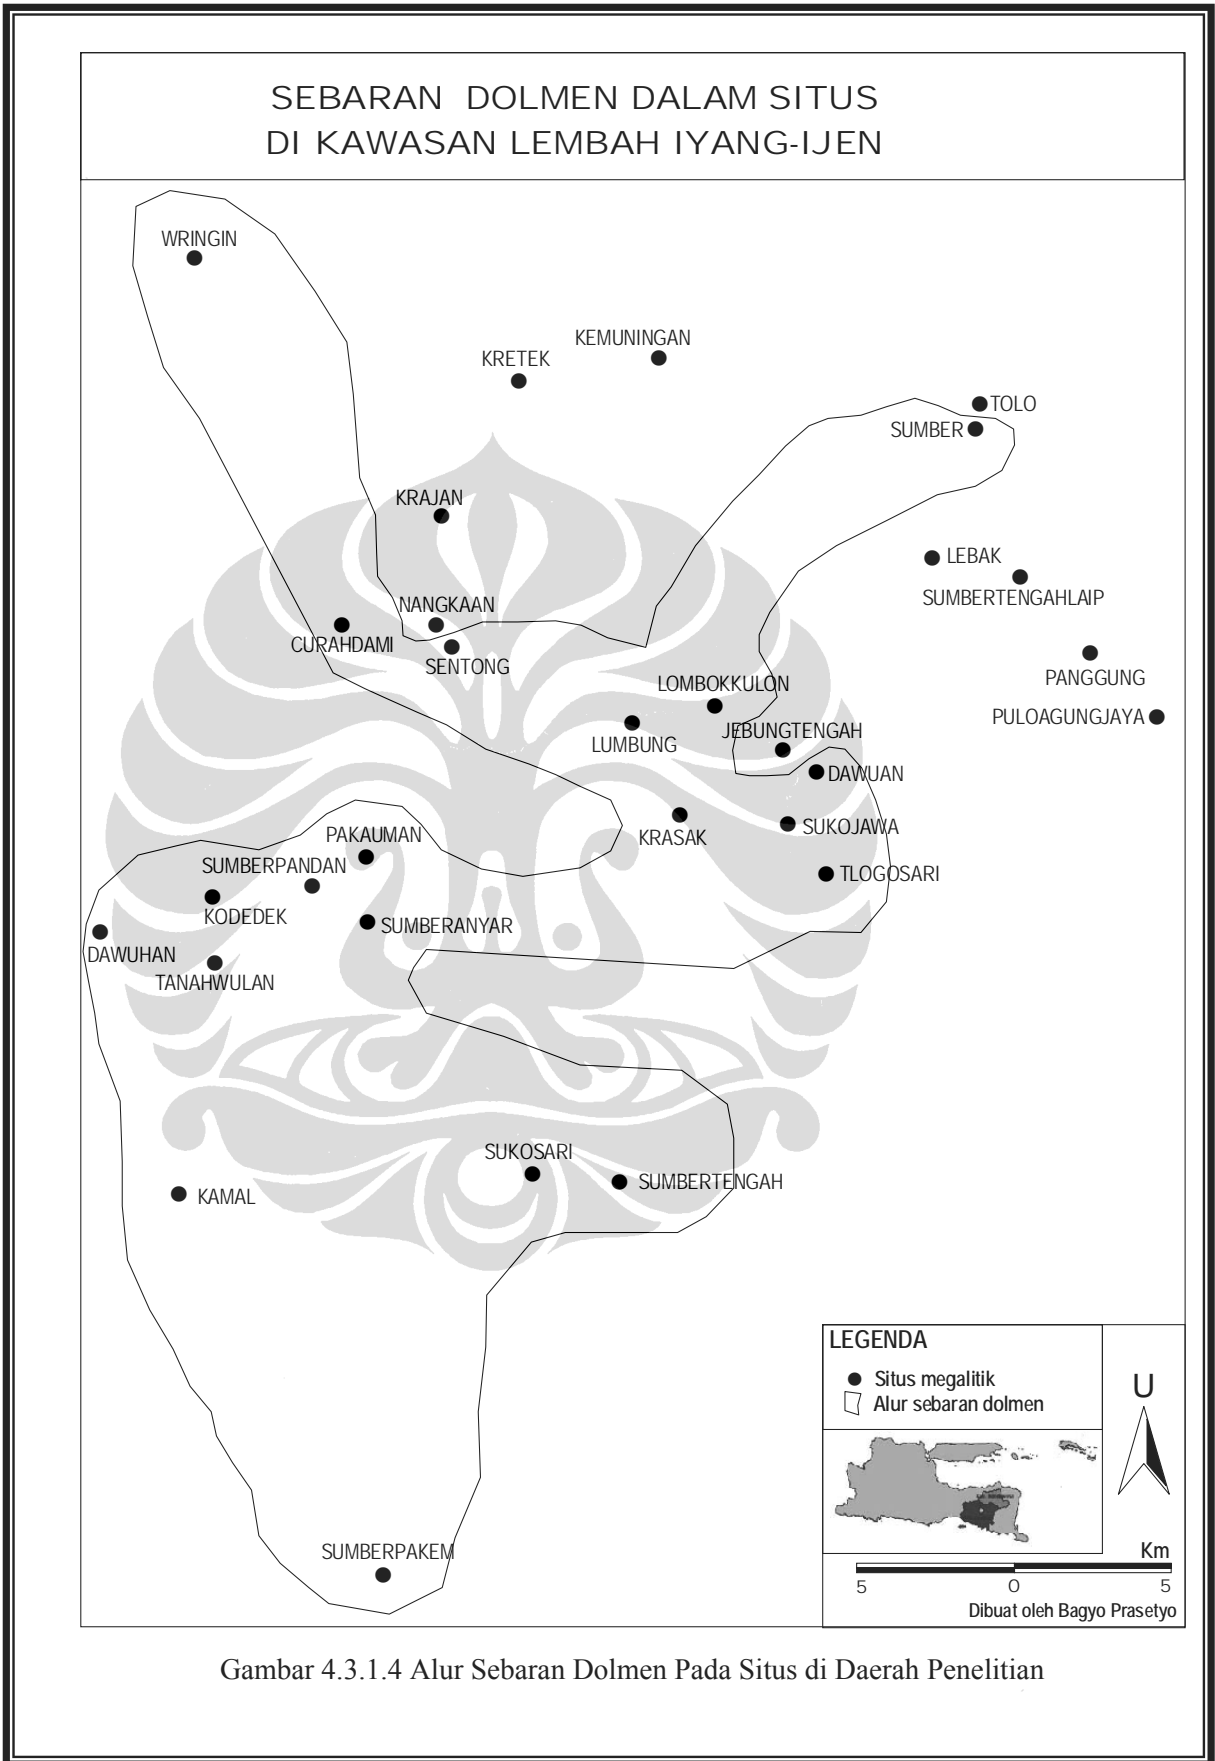 SEBARAN DOLMEN DALAM SITUS
DI KAWASAN LEMBAH IYANG-IJEN
WRINGIN
KEMUNINGAN
KRETEK
TOLO
SUMBER
KRAJAN
LEBAK
SUMBERTENGAHLAIP
NANGKAAN
CURAHDAMI
SENTONG
PANGGUNG
LOMBOKKULON
PULOAGUNGJAYA
JEBUNGTENGAH
LUMBUNG
DAWUAN
SUKOJAWA
KRASAK
PAKAUMAN
SUMBERPANDAN
TLOGOSARI
KODEDEK
SUMBERANYAR
DAWUHAN
TANAHWULAN
SUKOSARI
SUMBERTENGAH
KAMAL
SUMBERPAKEM
LEGENDA
Situs megalitik
Alur sebaran dolmen
U
Km
5 0 5
Dibuat oleh Bagyo Prasetyo
Gambar 4.3.1.4 Alur Sebaran Dolmen Pada Situs di Daerah Penelitian